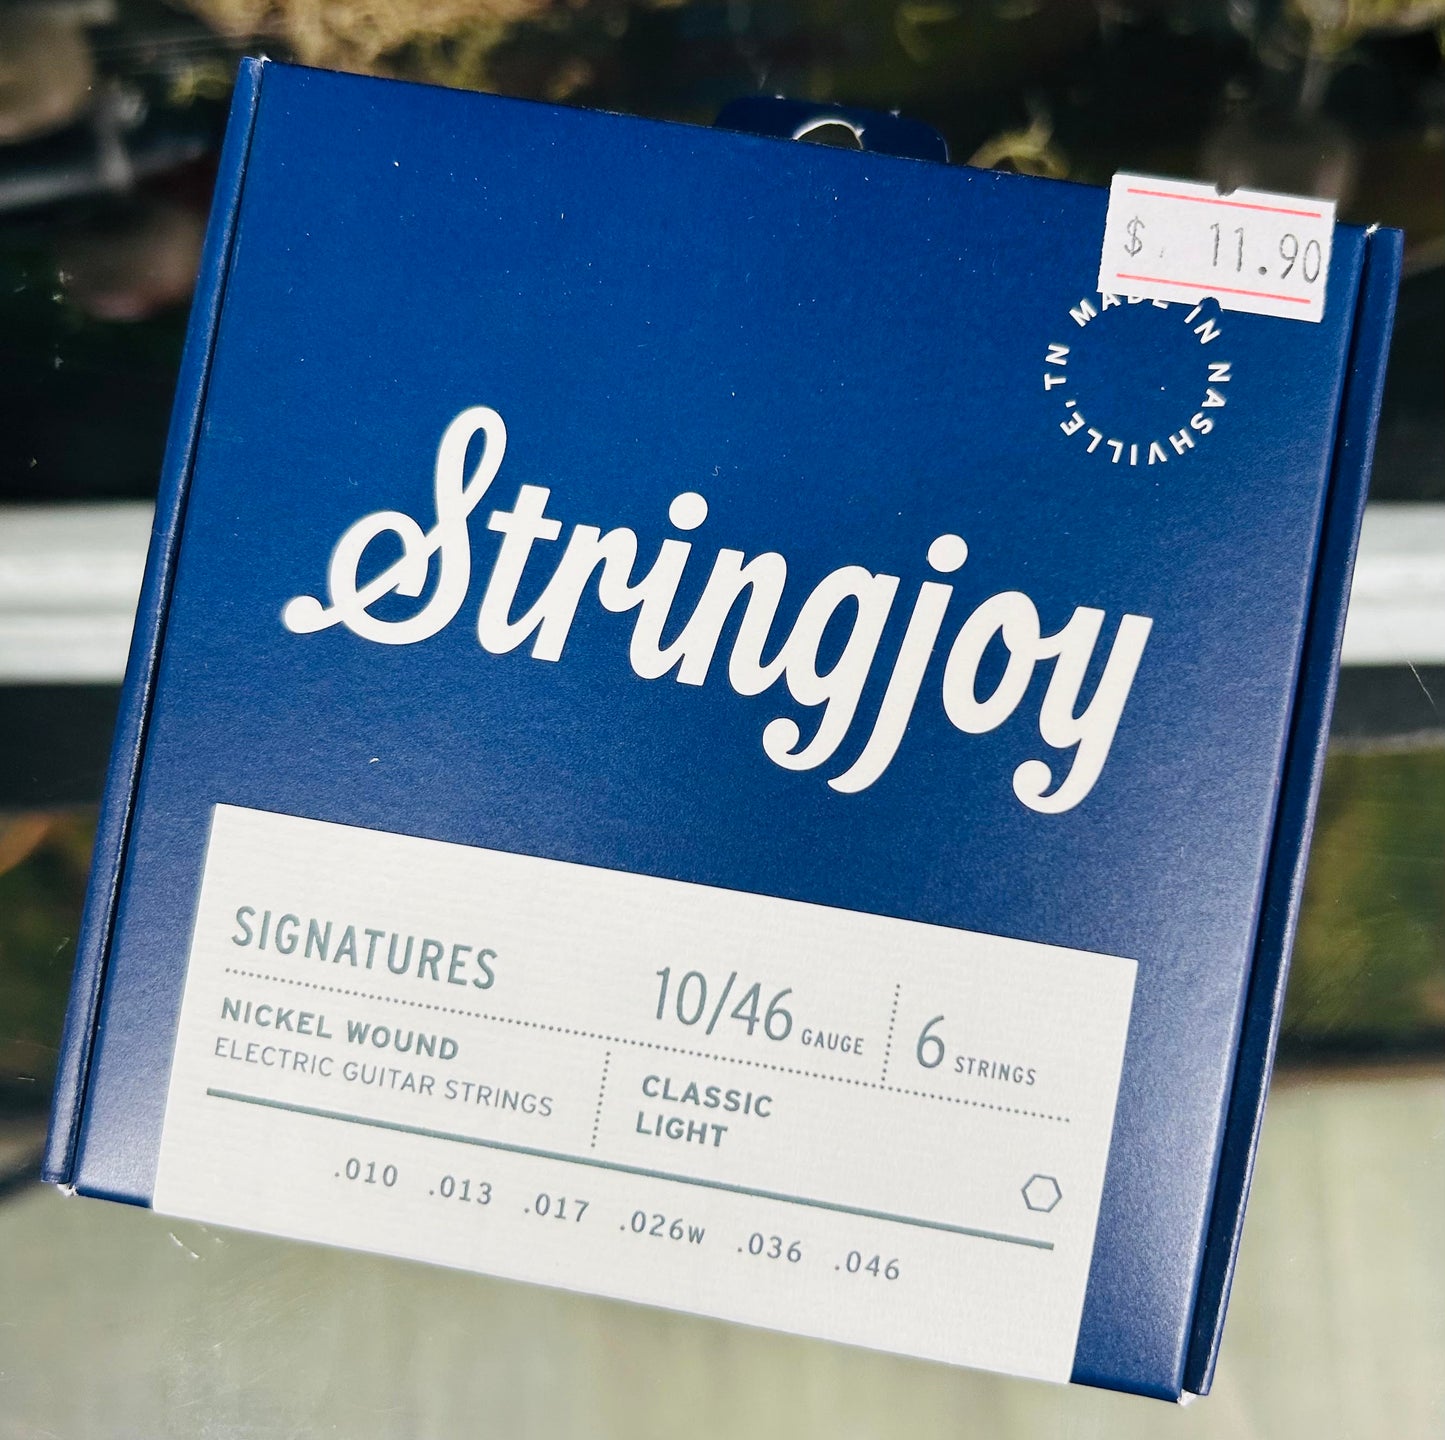 $. 11.90
MADE IN NASHVILLE, TN
Stringjoy
SIGNATURES
10/46 GAUGE
6 STRINGS
NICKEL WOUND
ELECTRIC GUITAR STRINGS
CLASSIC
LIGHT
.010 .013 .017 .026w .036 .046